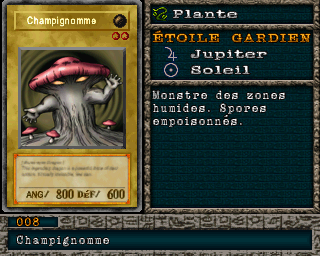 Champignomme
ANG/ 800 DÉF/ 600
Plante
ÉTOILE GARDIEN
Jupiter
Soleil
Monstre des zones
humides. Spores
empoisonnés.
008
Champignomme